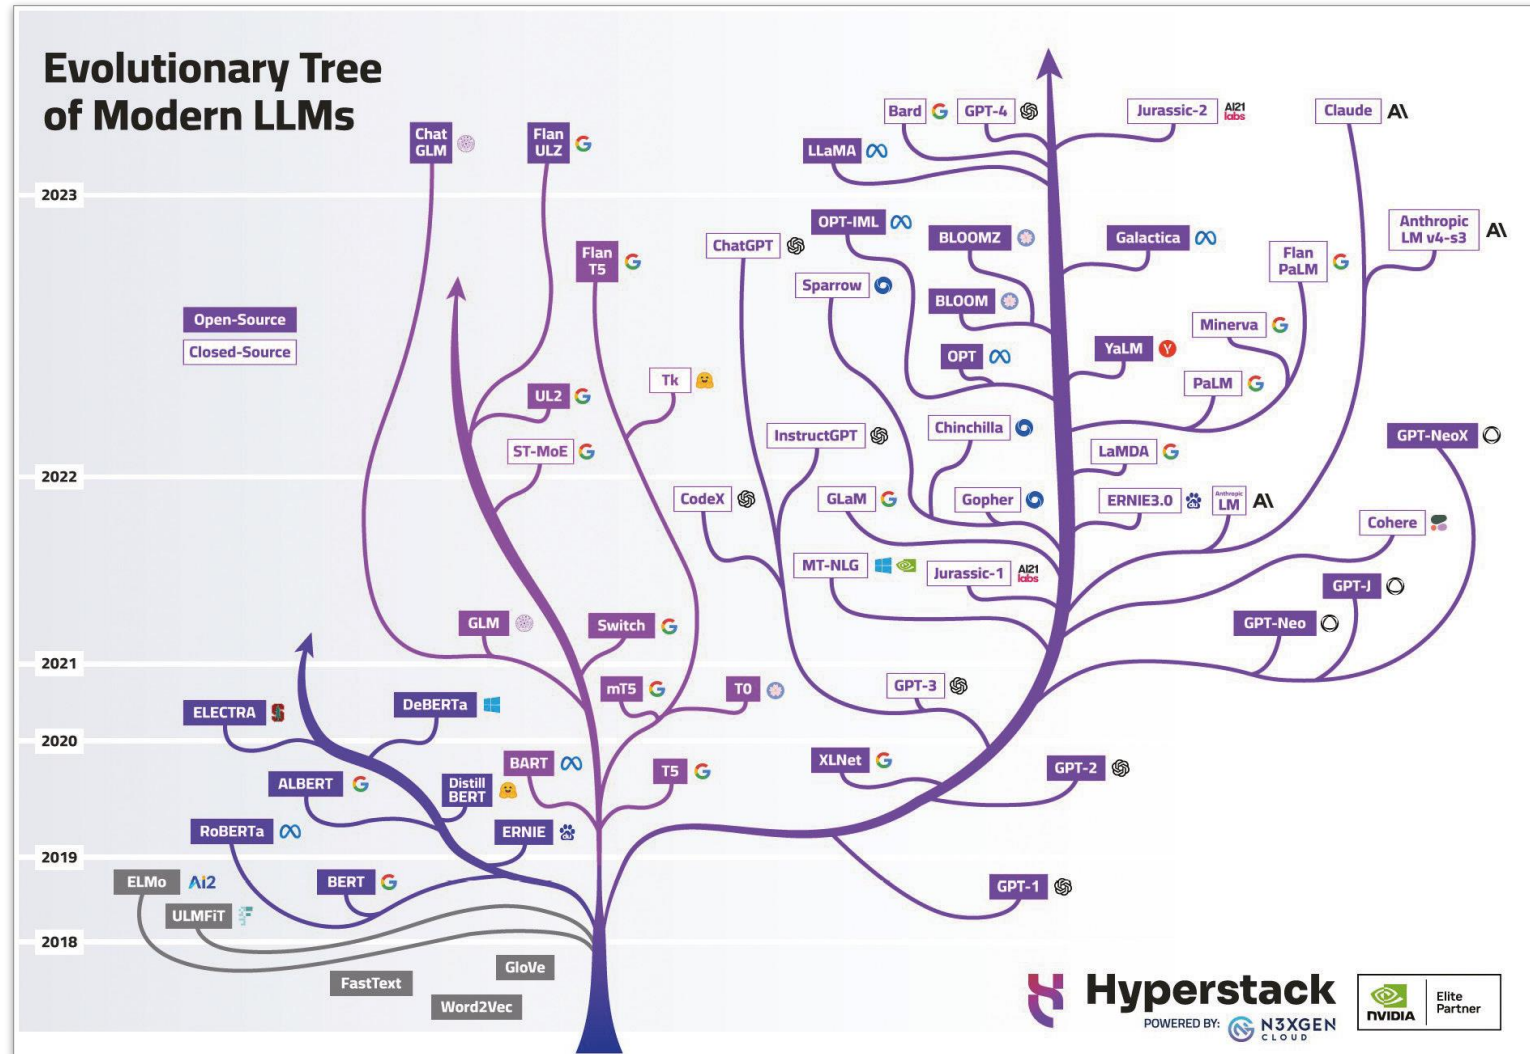 Evolutionary Tree
of Modern LLMs
Open-Source
Closed-Source
2023
2022
2021
2020
2019
2018
Chat
GLM
Flan
ULZ
Flan
T5
UL2
Tk
ST-MoE
GLM
Switch
mT5
T0
BART
T5
ELECTRA
DeBERTa
ALBERT
Distill
BERT
RoBERTa
ERNIE
ELMo
Ai2
BERT
ULMFiT
FastText
GloVe
Word2Vec
Bard
GPT-4
Jurassic-2
AI21
labs
Claude
A\
LLaMA
OPT-IML
BLOOMZ
Galactica
Anthropic
LM v4-s3
A\
ChatGPT
Flan
PaLM
Sparrow
BLOOM
Minerva
OPT
YaLM
Y
PaLM
InstructGPT
Chinchilla
LaMDA
GPT-NeoX
CodeX
GLaM
Gopher
ERNIE3.0
Anthropic
LM
A\
Cohere
MT-NLG
Jurassic-1
AI21
labs
GPT-J
GPT-Neo
GPT-3
XLNet
GPT-2
GPT-1
Hyperstack
POWERED BY: N3XGEN
CLOUD
NVIDIA
Elite
Partner